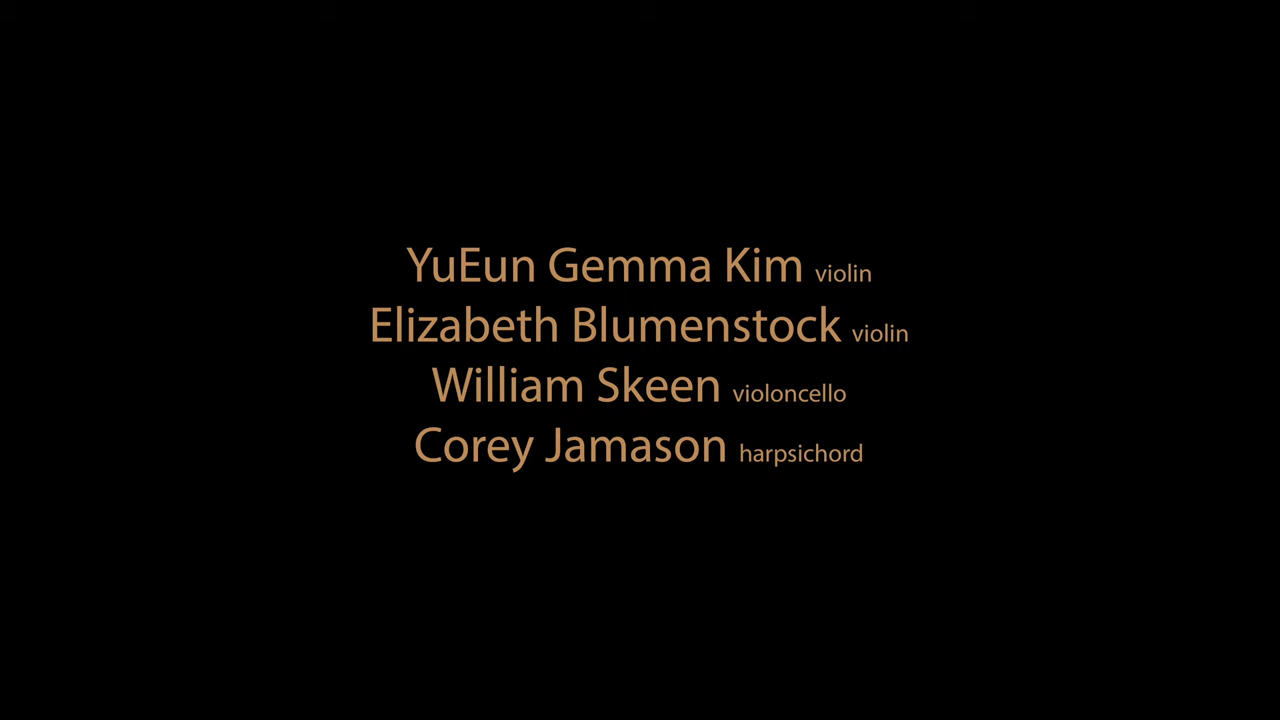 YuEun Gemma Kim violin
Elizabeth Blumenstock violin
William Skeen violoncello
Corey Jamason harpsichord